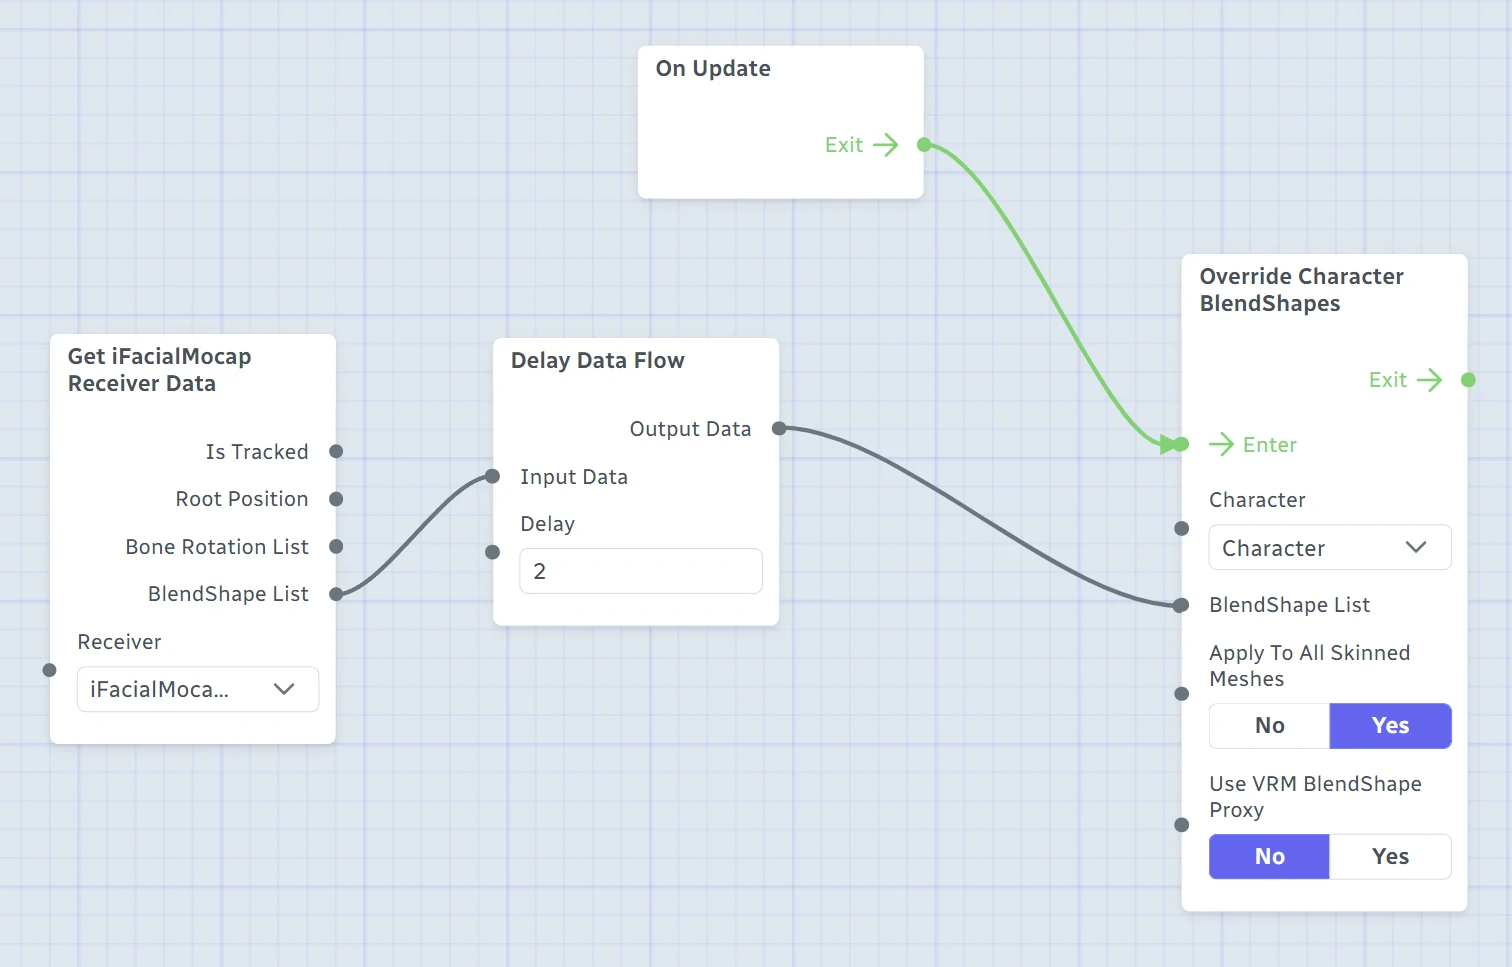 On Update
Exit
Get iFacialMocap
Receiver Data
Is Tracked
Root Position
Bone Rotation List
BlendShape List
Receiver
iFacialMoca...
Delay Data Flow
Output Data
Input Data
Delay
2
Override Character
BlendShapes
Exit
Enter
Character
Character
BlendShape List
Apply To All Skinned
Meshes
No Yes
Use VRM BlendShape
Proxy
No Yes